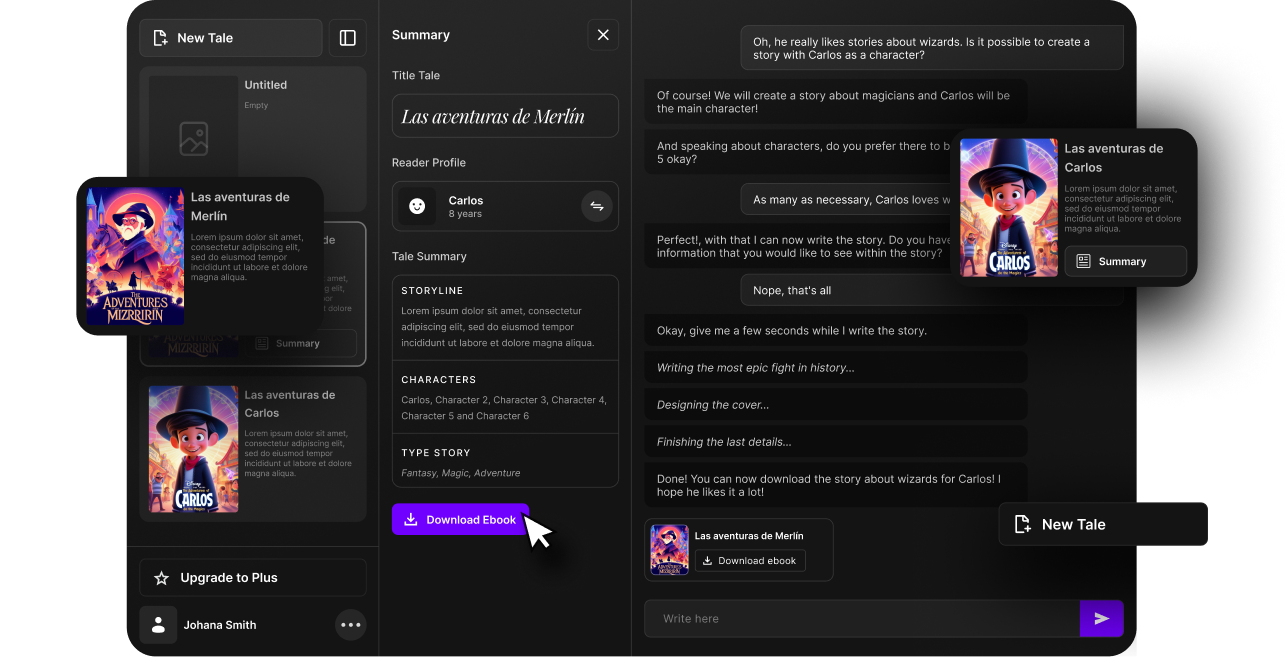 New Tale
Untitled
Empty
Las aventuras de
Merlín
Lorem ipsum dolor sit amet,
consectetur adipiscing elit,
sed do eiusmod tempor
incididunt ut labore et dolore
magna aliqua.
THE
ADVENTURES
MIZRRIRIN
de
amet,
elit,
dolore
MIZRRIRIN
Summary
Las aventuras de
Carlos
Lorem ipsum dolor sit amet,
consectetur adipiscing elit,
sed do eiusmod tempor
incididunt ut labore et dolore
magna aliqua.
CARLOS
Upgrade to Plus
Johana Smith
Summary
Title Tale
Las aventuras de Merlín
Reader Profile
Carlos
8 years
Tale Summary
STORYLINE
Lorem ipsum dolor sit amet, consectetur
adipiscing elit, sed do eiusmod tempor
incididunt ut labore et dolore magna aliqua.
CHARACTERS
Carlos, Character 2, Character 3, Character 4,
Character 5 and Character 6
TYPE STORY
Fantasy, Magic, Adventure
Download Ebook
Oh, he really likes stories about wizards. Is it possible to create a
story with Carlos as a character?
Of course! We will create a story about magicians and Carlos will be
the main character!
And speaking about characters, do you prefer there to
5 okay?
As many as necessary, Carlos loves
Perfect!, with that I can now write the story. Do you have
information that you would like to see within the story?
Nope, that's all
Okay, give me a few seconds while I write the story.
Writing the most epic fight in history...
Designing the cover...
Finishing the last details...
Done! You can now download the story about wizards for Carlos! I
hope he likes it a lot!
Las aventuras de Merlín
Download ebook
Write here
Las aventuras de
Carlos
Lorem ipsum dolor sit amet,
consectetur adipiscing elit,
sed do eiusmod tempor
incididunt ut labore et dolore
magna aliqua.
Disney
CARLOS
Summary
New Tale